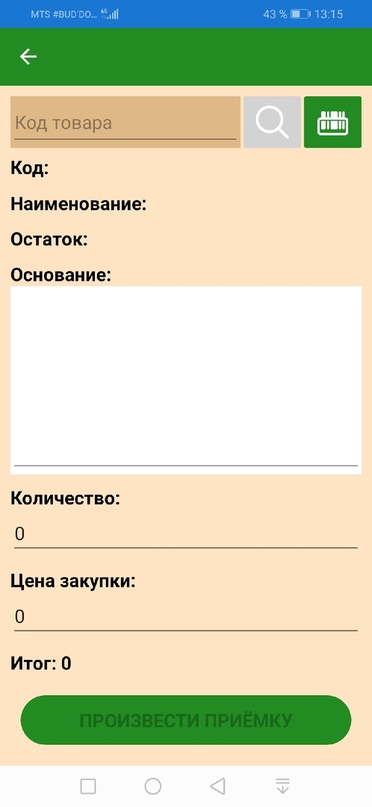 MTS #BUD'DO... 4G 43 % 13:15
Код товара
Код:
Наименование:
Остаток:
Основание:
Количество:
0
Цена закупки:
0
Итог: 0
ПРОИЗВЕСТИ ПРИЁМКУ